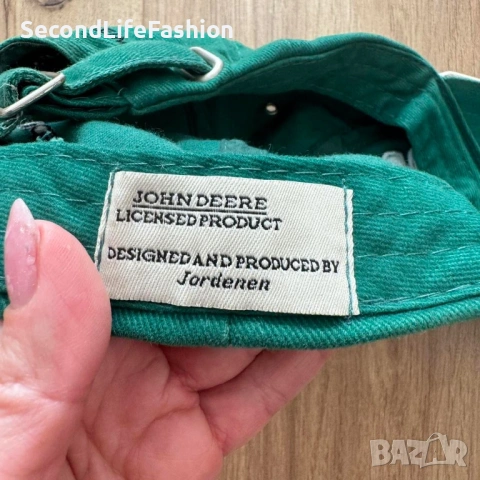 SecondLifeFashion
JOHN DEERE
LICENSED PRODUCT
DESIGNED AND PRODUCED BY
Jordenen
BAZAR